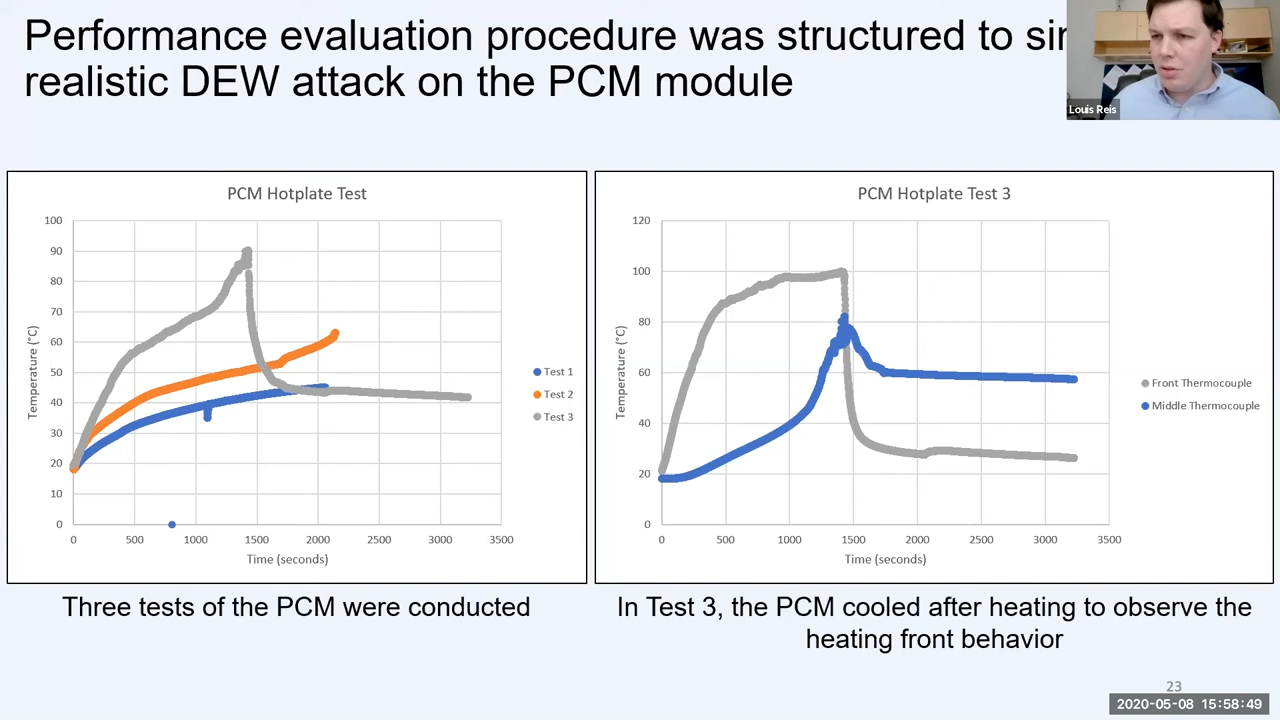 Performance evaluation procedure was structured to
realistic DEW attack on the PCM module
Louis Reis
PCM Hotplate Test
100
90
80
70
60
50
40
30
20
10
0
Temperature (°C)
0 500 1000 1500 2000 2500 3000 3500
Time (seconds)
Test 1
Test 2
Test 3
PCM Hotplate Test 3
120
100
80
60
40
20
0
Temperature (°C)
0 500 1000 1500 2000 2500 3000 3500
Time (seconds)
Front Thermocouple
Middle Thermocouple
Three tests of the PCM were conducted
In Test 3, the PCM cooled after heating to observe the
heating front behavior
23
2020-05-08 15:58:49